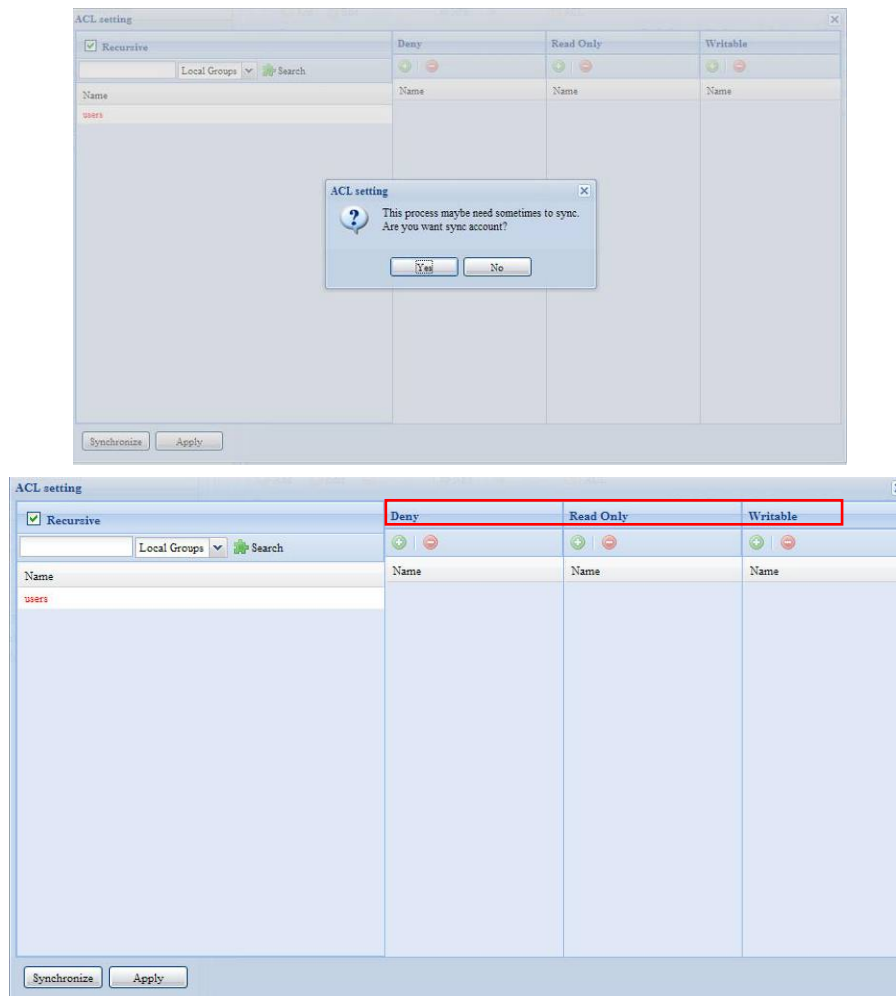 ACL setting
Recursive
Deny
Read Only
Writable
Local Groups
Search
Name
Name
Name
Name
users
ACL setting
This process maybe need sometimes to sync.
Are you want sync account?
Yes
No
Synchronize
Apply
ACL setting
Recursive
Deny
Read Only
Writable
Local Groups
Search
Name
Name
Name
Name
users
Synchronize
Apply